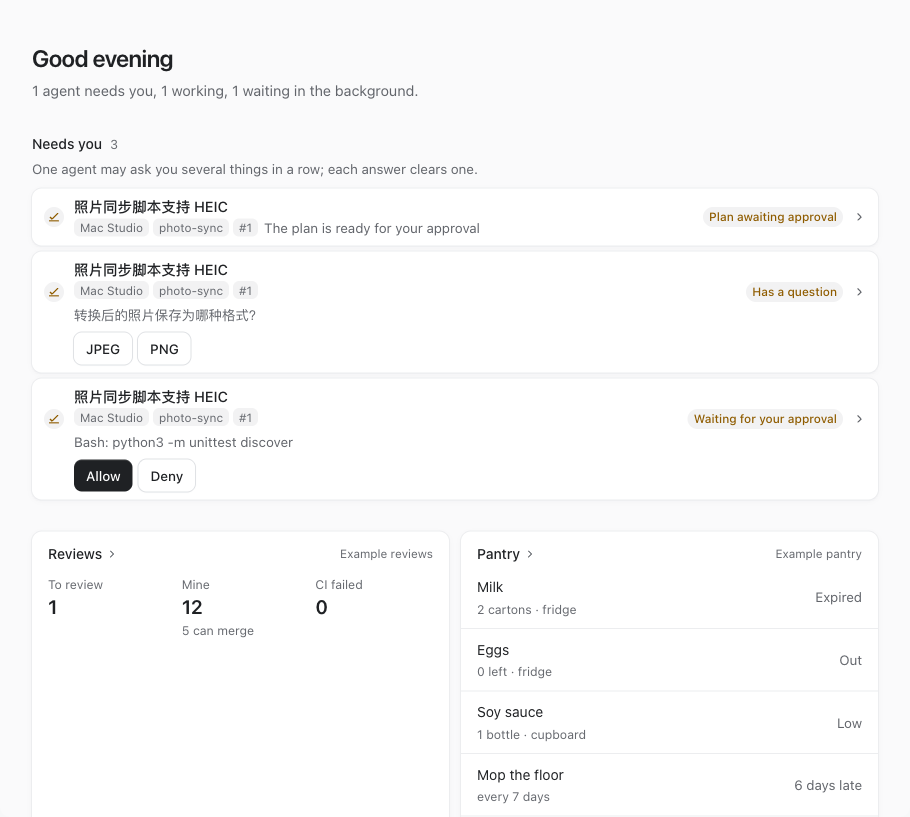 Good evening
1 agent needs you, 1 working, 1 waiting in the background.
Needs you 3
One agent may ask you several things in a row; each answer clears one.
照片同步脚本支持 HEIC
Mac Studio photo-sync #1 The plan is ready for your approval
Plan awaiting approval
照片同步脚本支持 HEIC
Mac Studio photo-sync #1
Has a question
转换后的照片保存为哪种格式?
JPEG PNG
照片同步脚本支持 HEIC
Mac Studio photo-sync #1
Waiting for your approval
Bash: python3 -m unittest discover
Allow Deny
Reviews
Example reviews
To review Mine CI failed
1 12 0
5 can merge
Pantry
Example pantry
Milk
2 cartons · fridge
Expired
Eggs
0 left · fridge
Out
Soy sauce
1 bottle · cupboard
Low
Mop the floor
every 7 days
6 days late